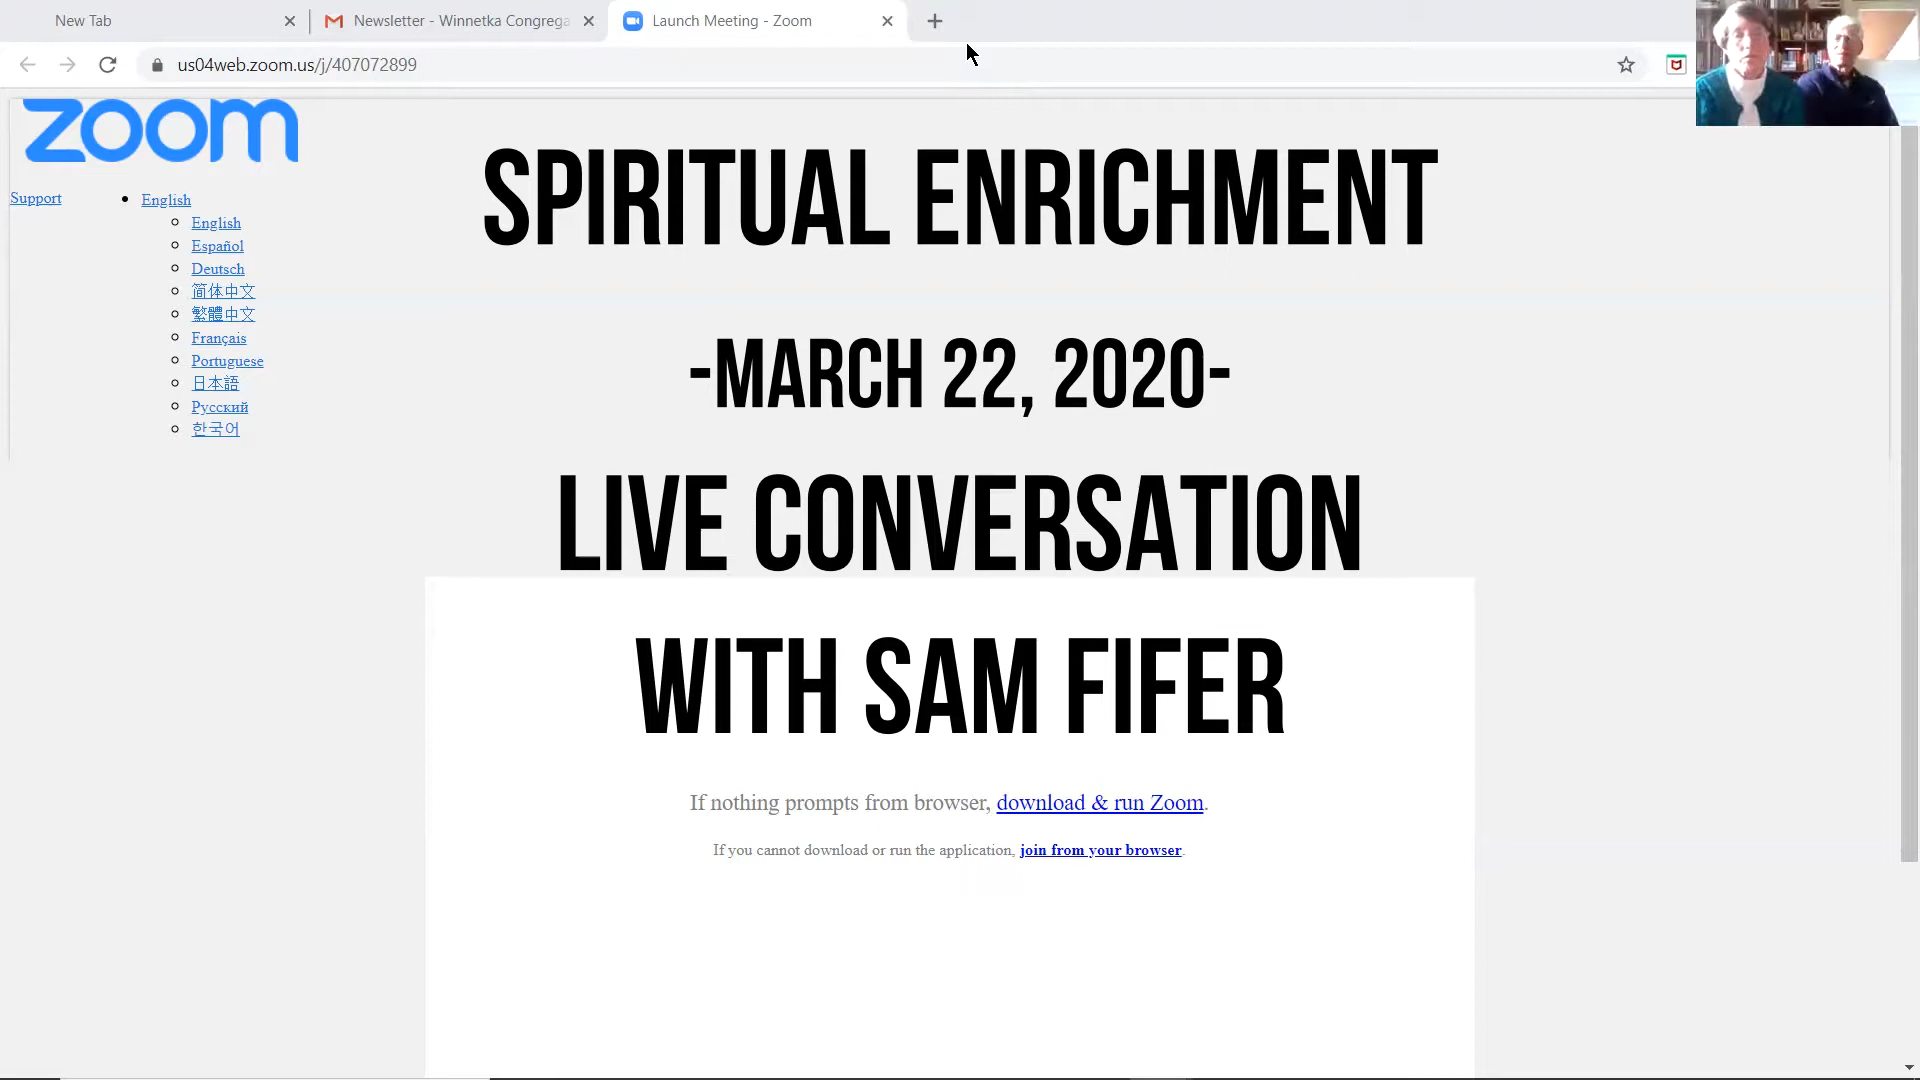 New Tab
Newsletter - Winnetka Congrega
Launch Meeting - Zoom
us04web.zoom.us/j/407072899
zoom
Support
English
English
Español
Deutsch
简体中文
繁體中文
Français
Portuguese
日本語
Русский
한국어
SPIRITUAL ENRICHMENT
-MARCH 22, 2020-
LIVE CONVERSATION
WITH SAM FIFER
If nothing prompts from browser, download & run Zoom.
If you cannot download or run the application, join from your browser.